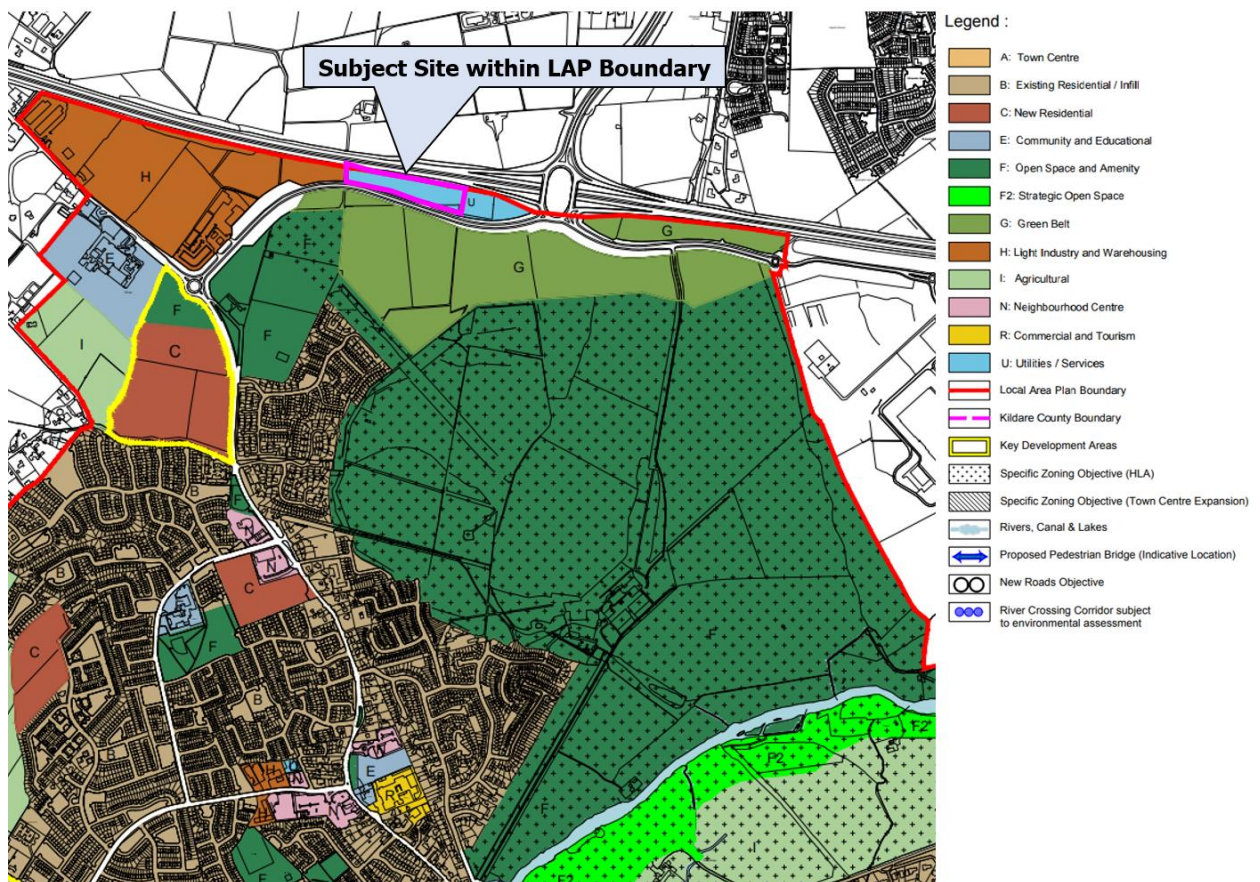 Subject Site within LAP Boundary
H
U
E
F
G
G
F
F
C
I
B
F
N
N
C
E
F
C
B
F
F2
F2
N
E
H
N
R
N
F
I
F
F2
Legend :
A: Town Centre
B: Existing Residential / Infill
C: New Residential
E: Community and Educational
F: Open Space and Amenity
F2: Strategic Open Space
G: Green Belt
H: Light Industry and Warehousing
I: Agricultural
N: Neighbourhood Centre
R: Commercial and Tourism
U: Utilities / Services
Local Area Plan Boundary
Kildare County Boundary
Key Development Areas
Specific Zoning Objective (HLA)
Specific Zoning Objective (Town Centre Expansion)
Rivers, Canal & Lakes
Proposed Pedestrian Bridge (Indicative Location)
New Roads Objective
River Crossing Corridor subject
to environmental assessment